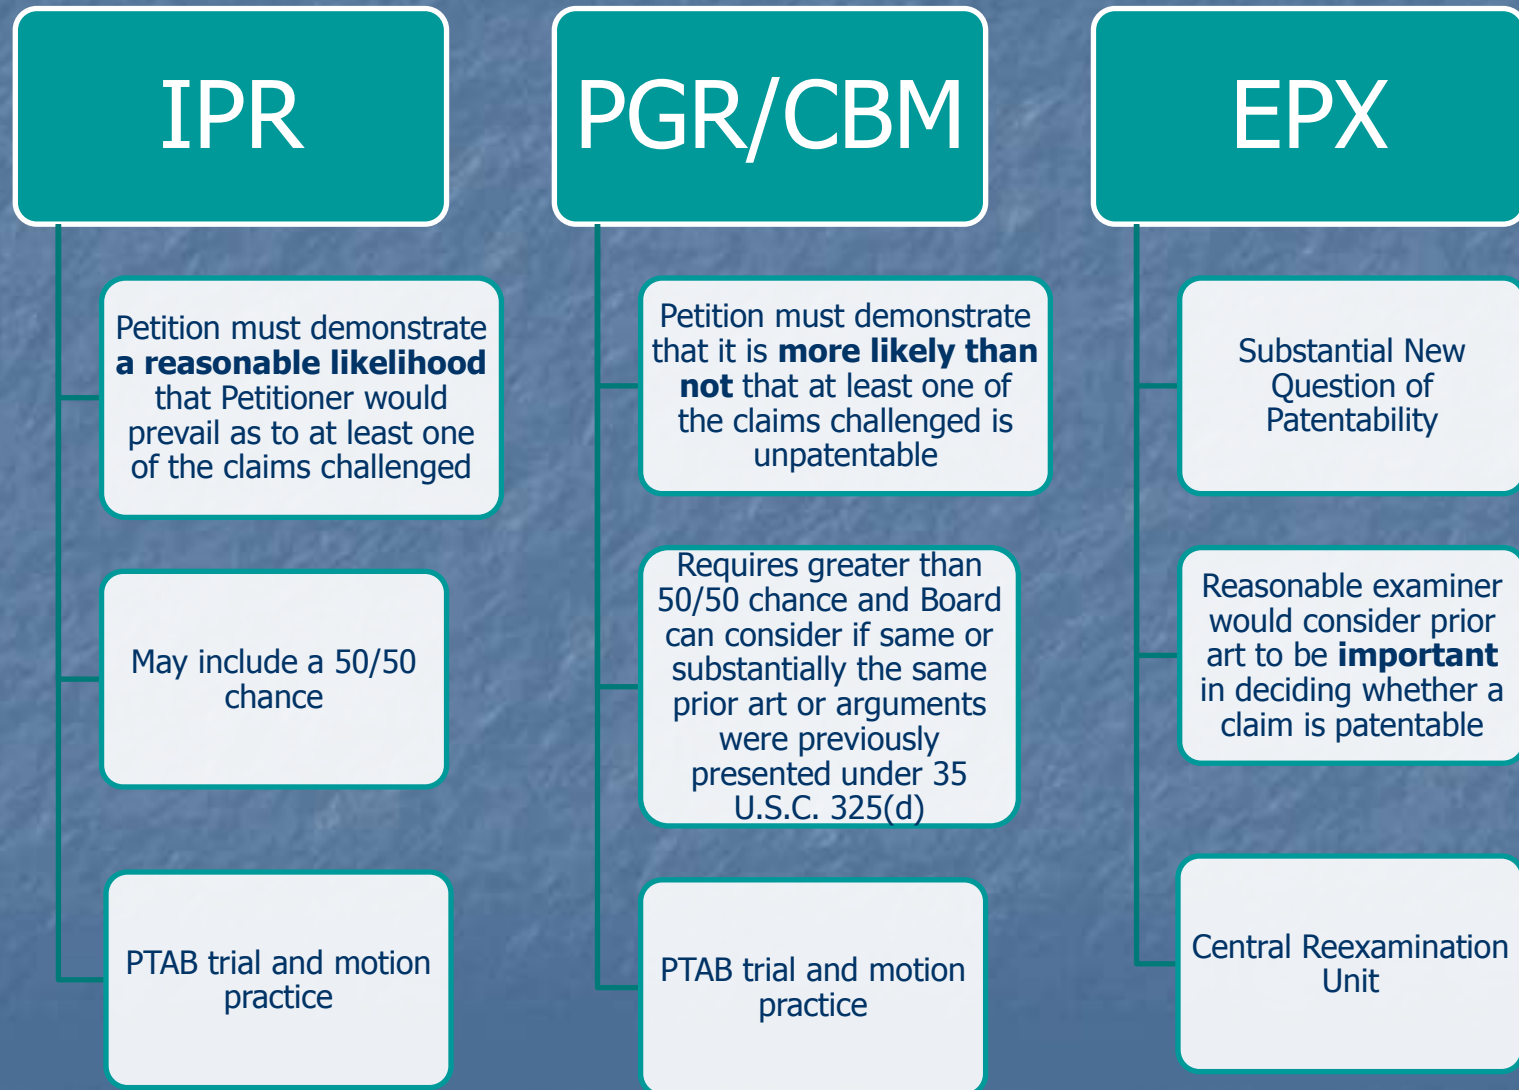 IPR
Petition must demonstrate
a reasonable likelihood
that Petitioner would
prevail as to at least one
of the claims challenged
May include a 50/50
chance
PTAB trial and motion
practice
PGR/CBM
Petition must demonstrate
that it is more likely than
not that at least one of
the claims challenged is
unpatentable
Requires greater than
50/50 chance and Board
can consider if same or
substantially the same
prior art or arguments
were previously
presented under 35
U.S.C. 325(d)
PTAB trial and motion
practice
EPX
Substantial New
Question of
Patentability
Reasonable examiner
would consider prior
art to be important
in deciding whether a
claim is patentable
Central Reexamination
Unit